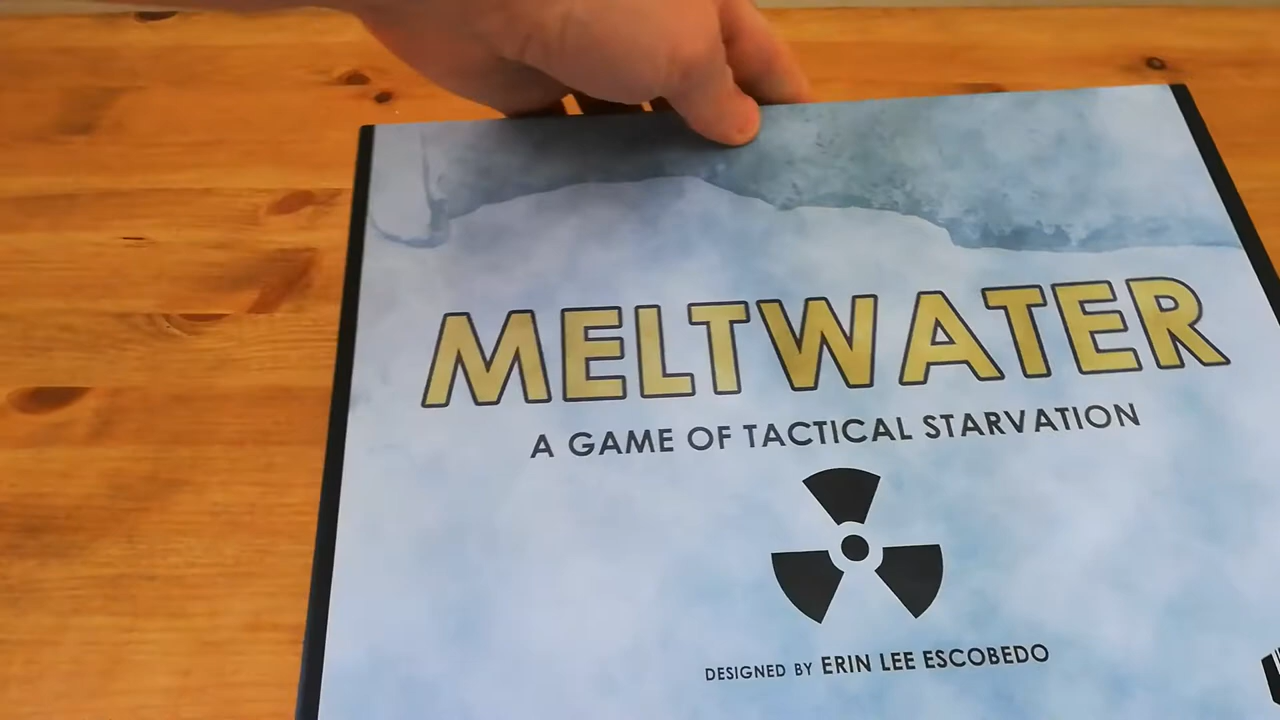 MELTWATER
A GAME OF TACTICAL STARVATION
DESIGNED BY ERIN LEE ESCOBEDO